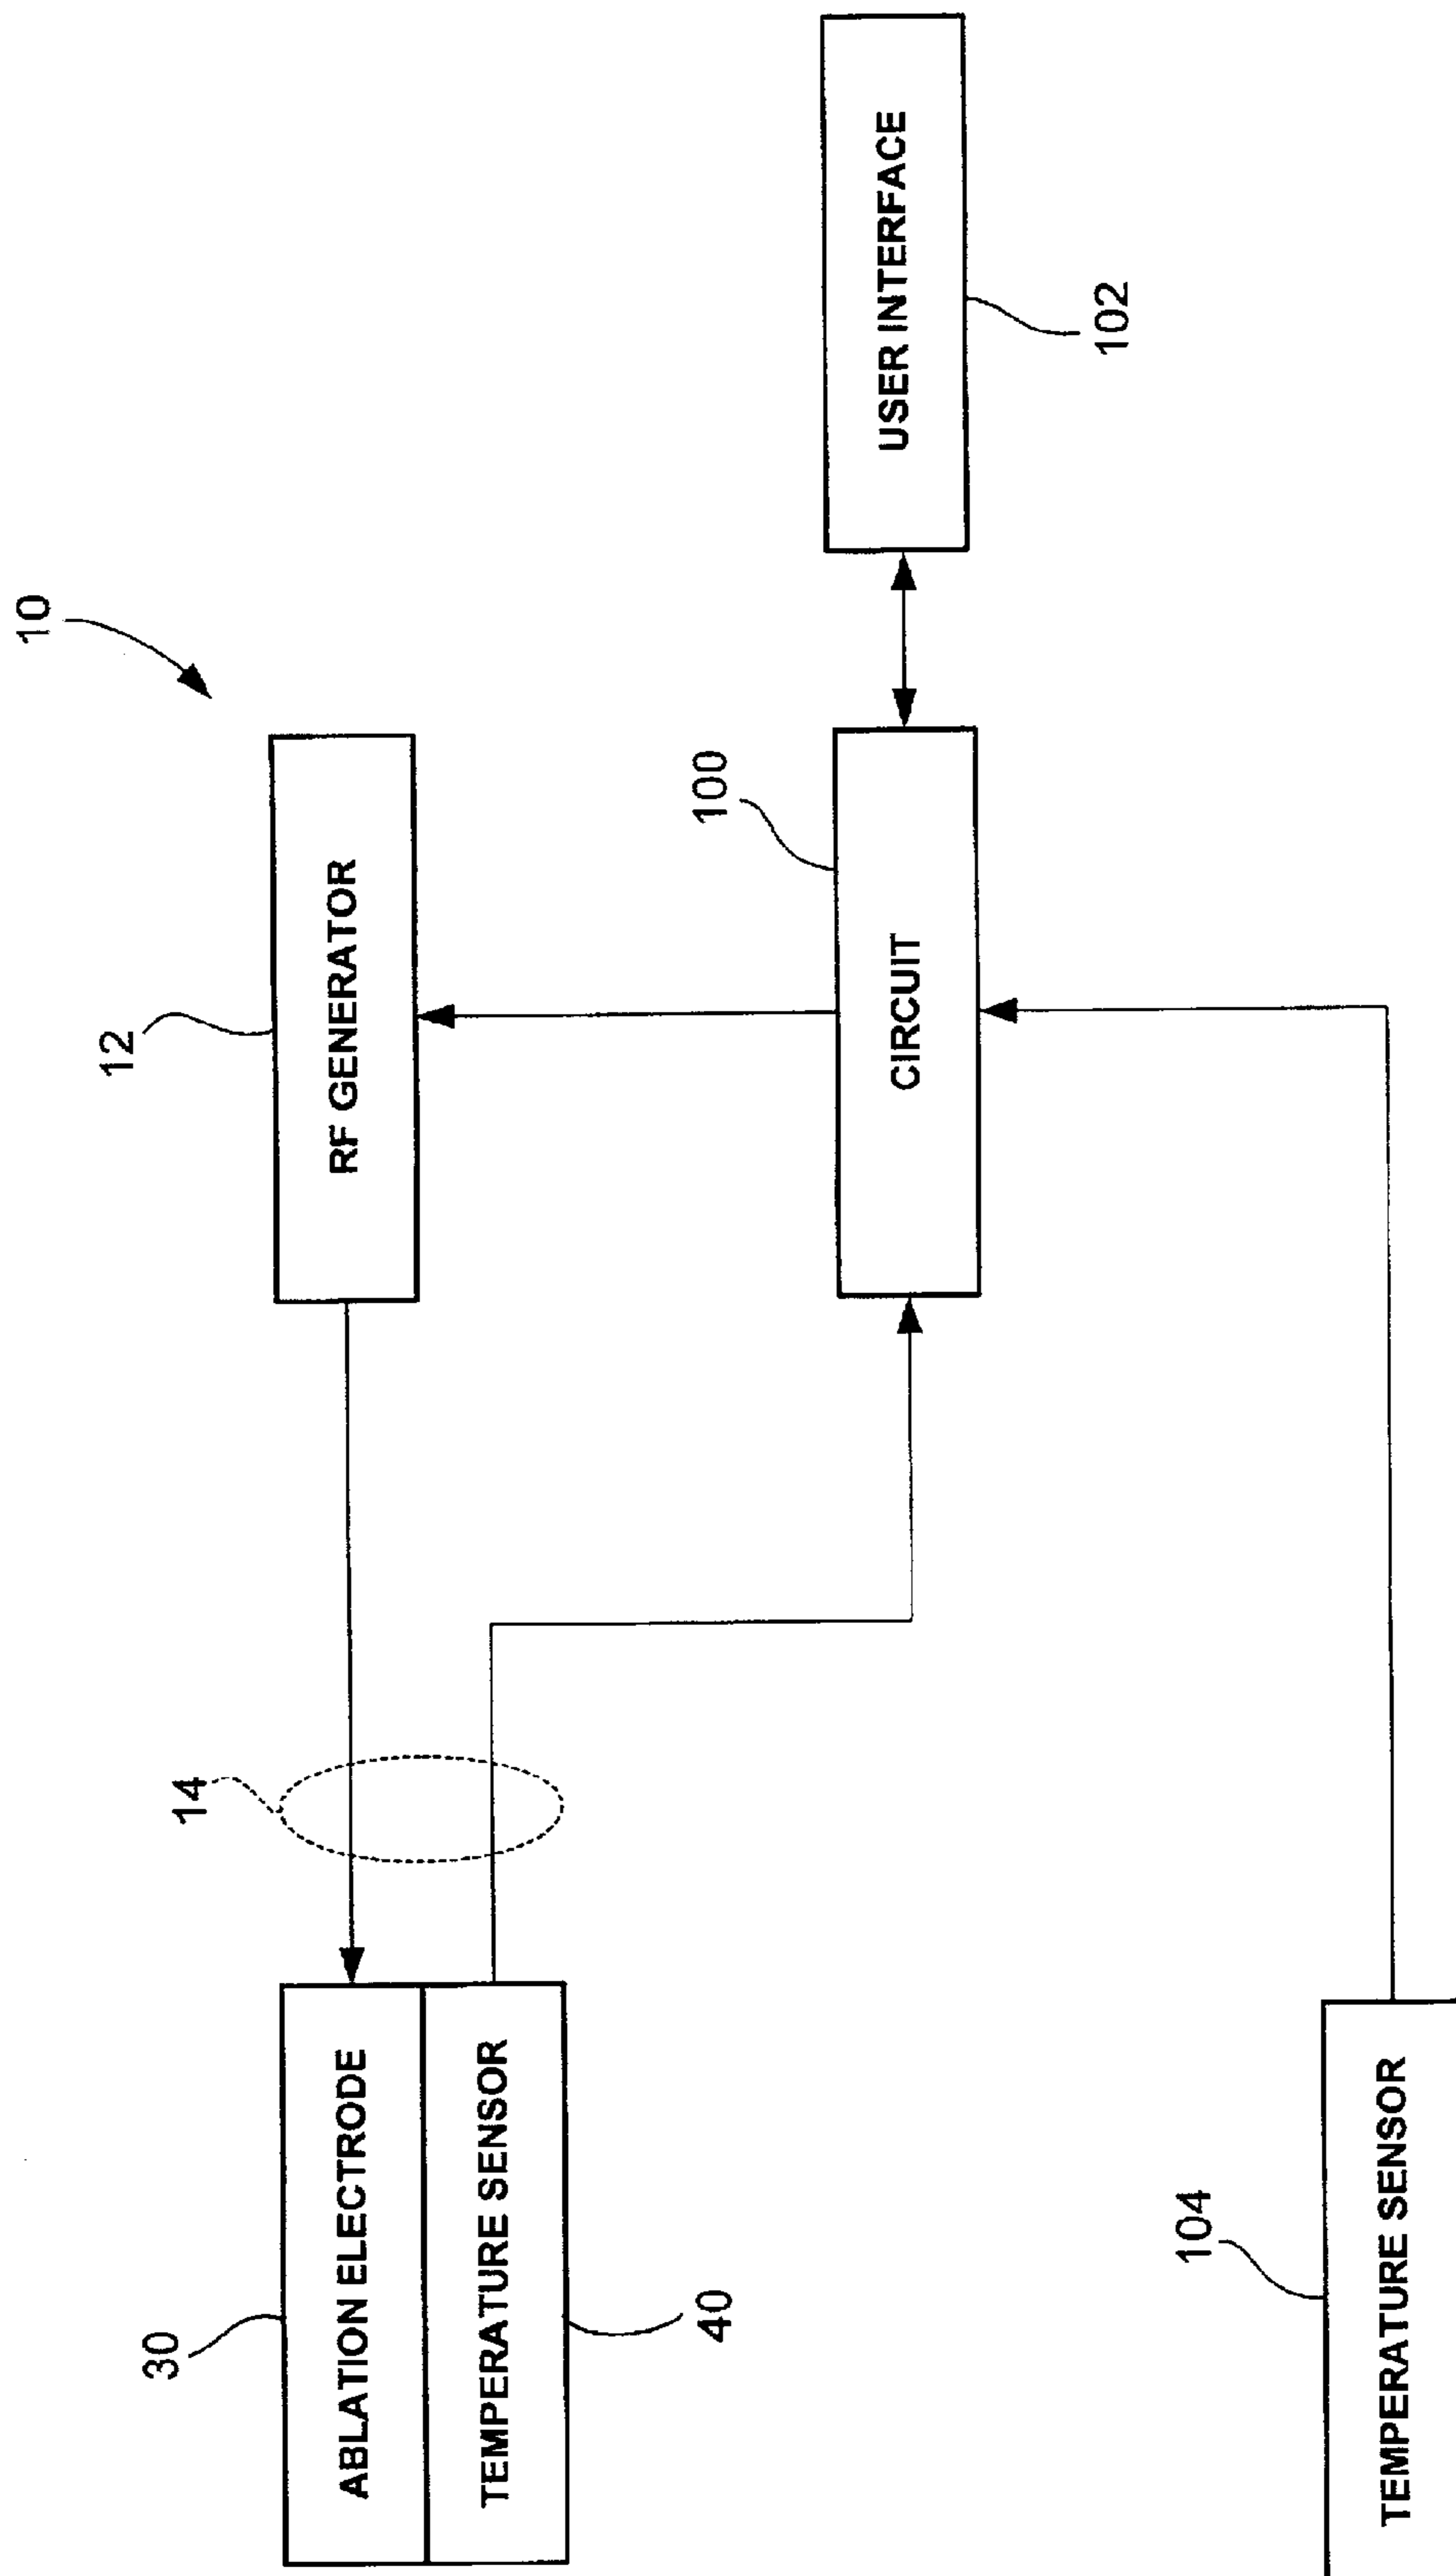 10
12
RF GENERATOR
14
30
ABLATION ELECTRODE
TEMPERATURE SENSOR
40
100
CIRCUIT
USER INTERFACE
102
104
TEMPERATURE SENSOR